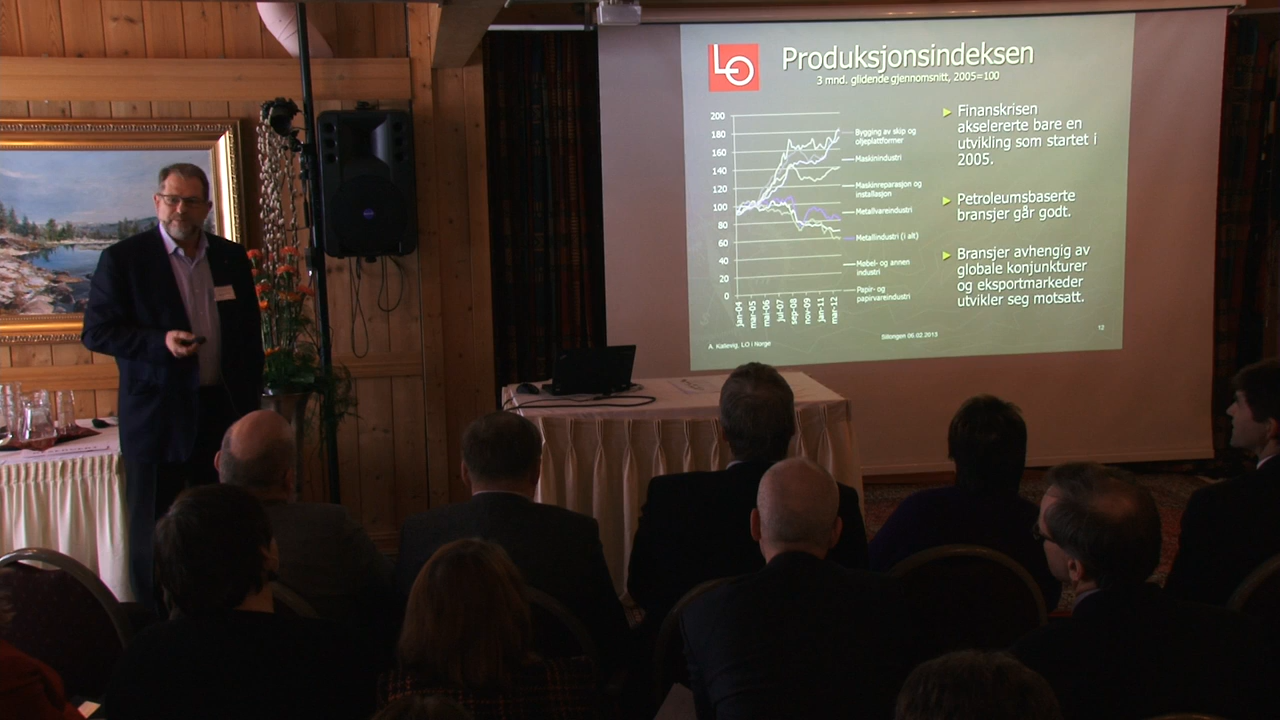 LO
Produksjonsindeksen
3 mnd. glidende gjennomsnitt, 2005=100
200
180
160
140
120
100
80
60
40
20
0
jan-04
mar-05
mai-06
jul-07
sep-08
nov-09
jan-11
mar-12
Bygging av skip og
oljeplattformer
Maskinindustri
Maskinreparasjon og
installasjon
Metallvareindustri
Metallindustri (i alt)
Møbel- og annen
industri
Papir- og
papirvareindustri
Finanskrisen
akselererte bare en
utvikling som startet i
2005.
Petroleumsbaserte
bransjer går godt.
Bransjer avhengig av
globale konjunkturer
og eksportmarkeder
utvikler seg motsatt.
LO i Norge
06.02.2013
12